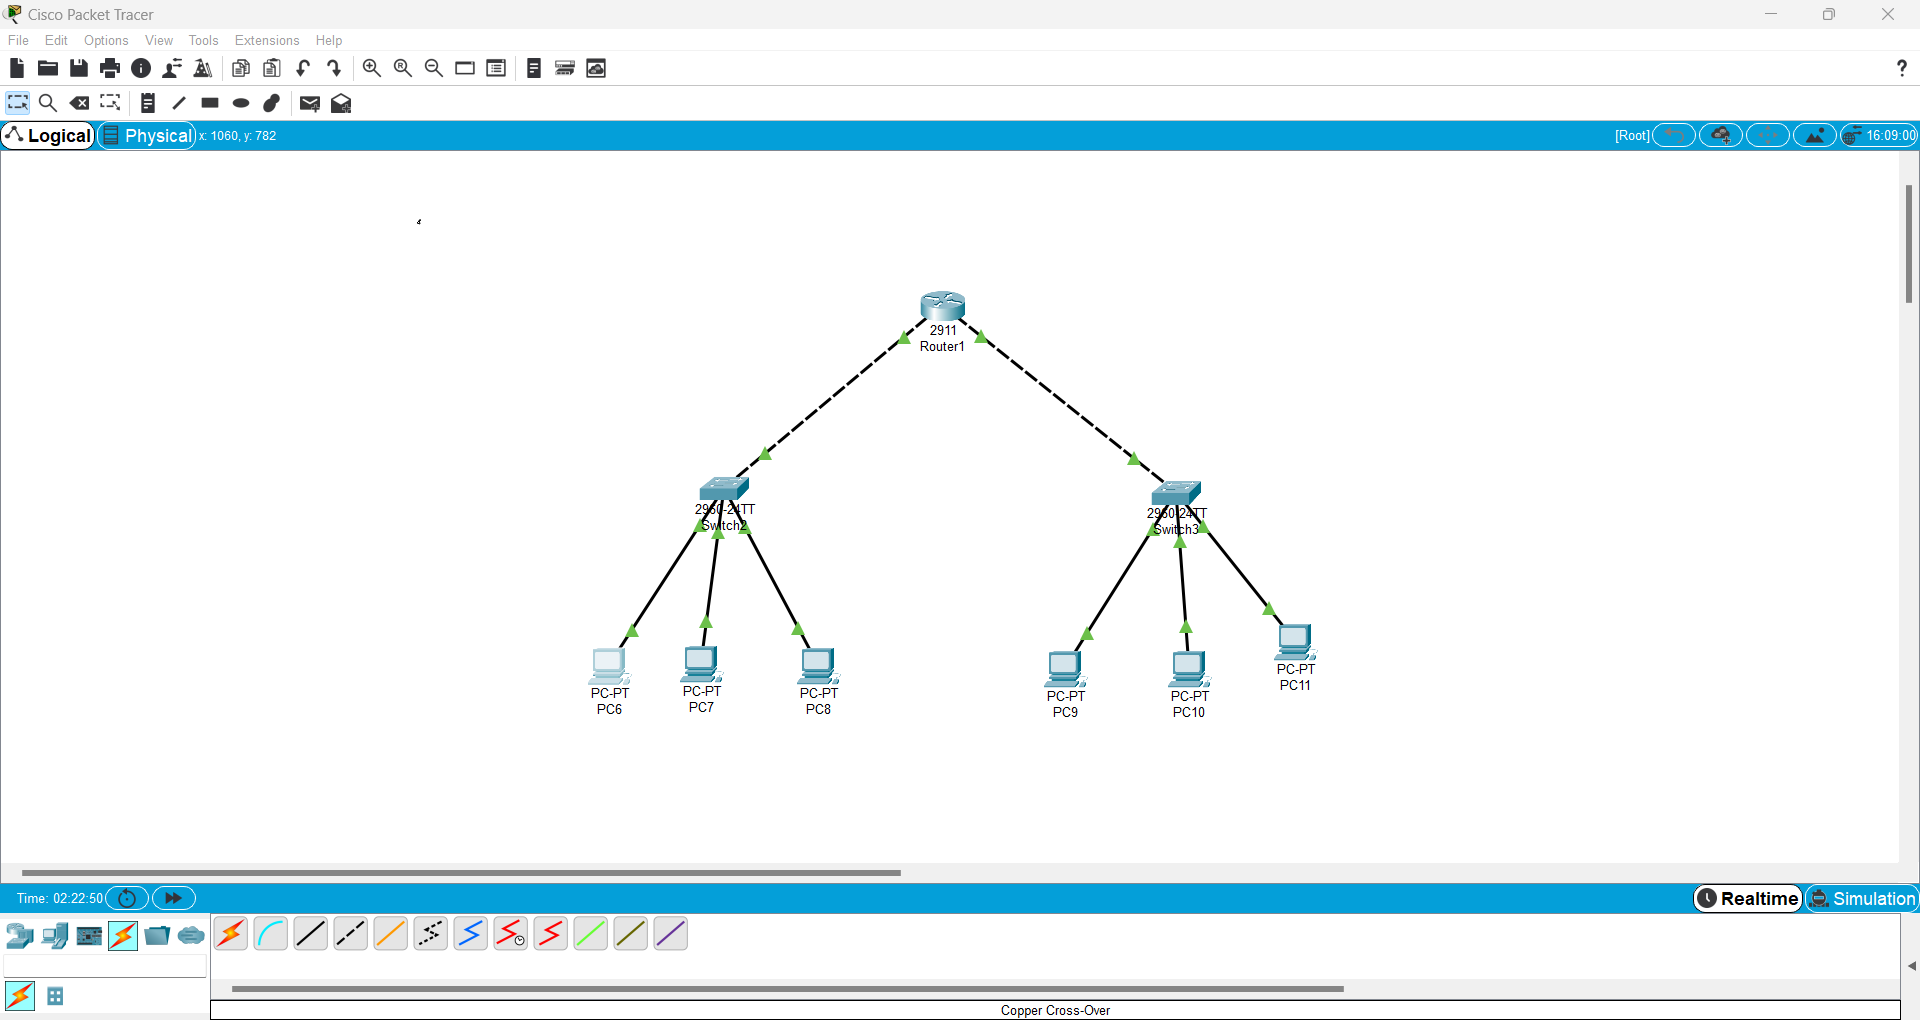 Cisco Packet Tracer
File Edit Options View Tools Extensions Help
?
Logical Physical x: 1060, y: 782 [Root] 16:09:00
2911
Router1
2960-24TT
Switch2
2960-24TT
Switch3
PC-PT
PC6
PC-PT
PC7
PC-PT
PC8
PC-PT
PC9
PC-PT
PC10
PC-PT
PC11
Time: 02:22:50 Realtime Simulation
Copper Cross-Over